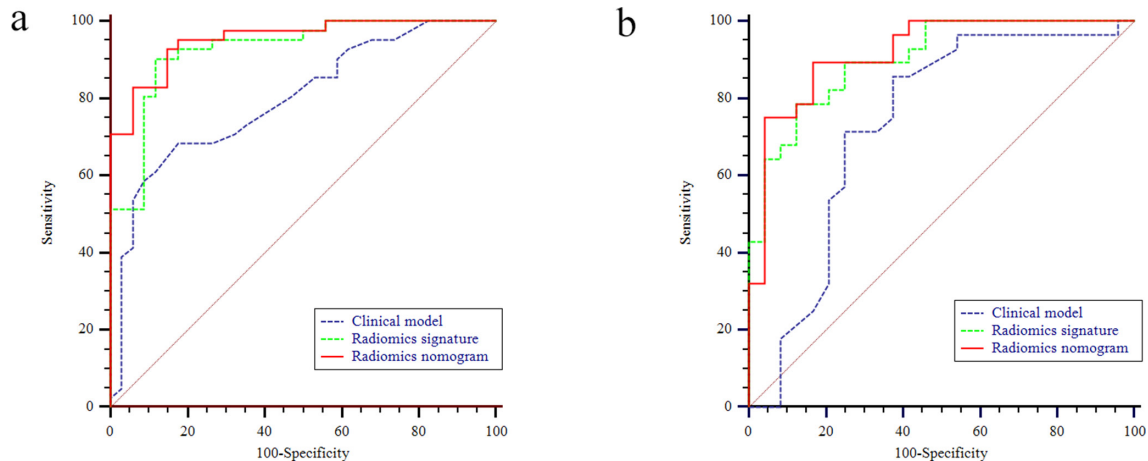 a
100
80
60
40
20
0
Sensitivity
Clinical model
Radiomics signature
Radiomics nomogram
0 20 40 60 80 100
100-Specificity
b
100
80
60
40
20
0
Sensitivity
Clinical model
Radiomics signature
Radiomics nomogram
0 20 40 60 80 100
100-Specificity